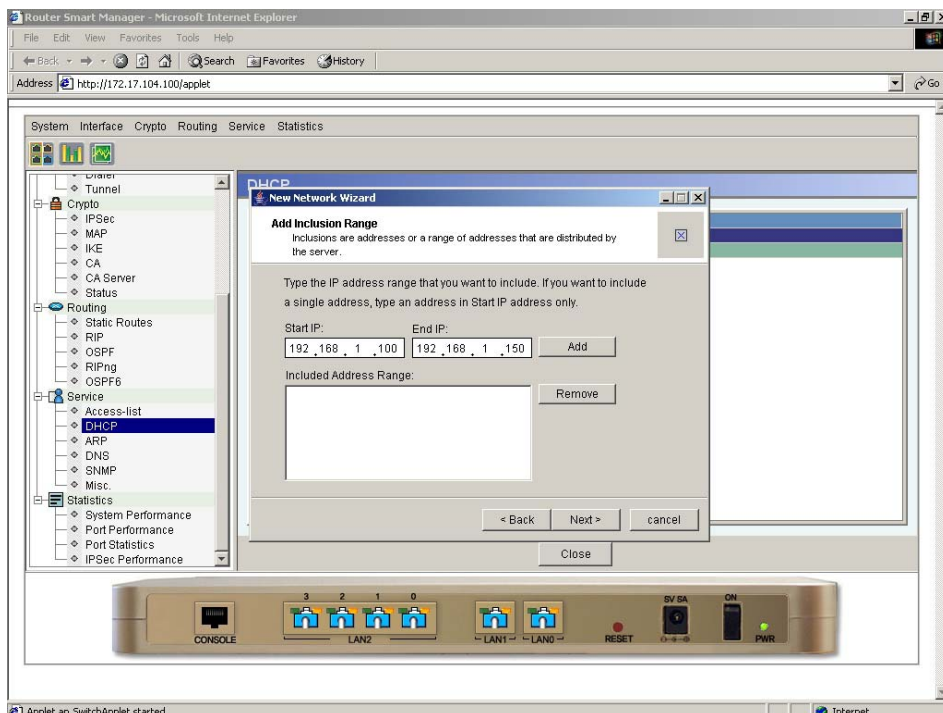 Router Smart Manager - Microsoft Internet Explorer
File Edit View Favorites Tools Help
Back Search Favorites History
Address http://172.17.104.100/applet Go
System Interface Crypto Routing Service Statistics
Dialer
Tunnel
Crypto
IPSec
MAP
IKE
CA
CA Server
Status
Routing
Static Routes
RIP
OSPF
RIPng
OSPF6
Service
Access-list
DHCP
ARP
DNS
SNMP
Misc.
Statistics
System Performance
Port Performance
Port Statistics
IPSec Performance
DHCP
New Network Wizard
Add Inclusion Range
Inclusions are addresses or a range of addresses that are distributed by
the server.
Type the IP address range that you want to include. If you want to include
a single address, type an address in Start IP address only.
Start IP: End IP:
192 .168 . 1 .100 192 .168 . 1 .150 Add
Included Address Range:
Remove
< Back Next > cancel
Close
3 2 1 0
CONSOLE LAN2 LAN1 LAN0 RESET 5V 5A ON PWR
Applet an_SwitchApplet started Internet